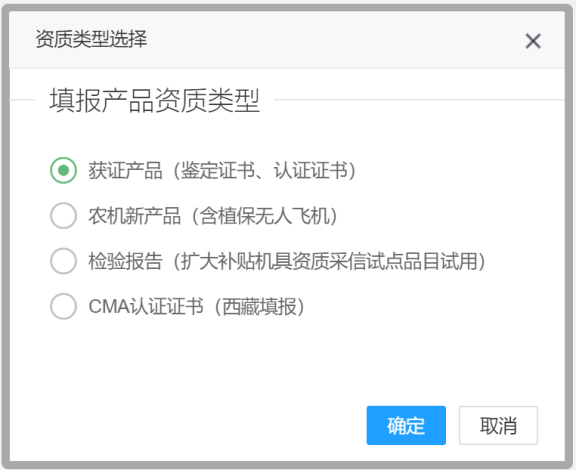 资质类型选择
填报产品资质类型
获证产品（鉴定证书、认证证书）
农机新产品（含植保无人飞机）
检验报告（扩大补贴机具资质采信试点品目试用）
CMA认证证书（西藏填报）
确定 取消